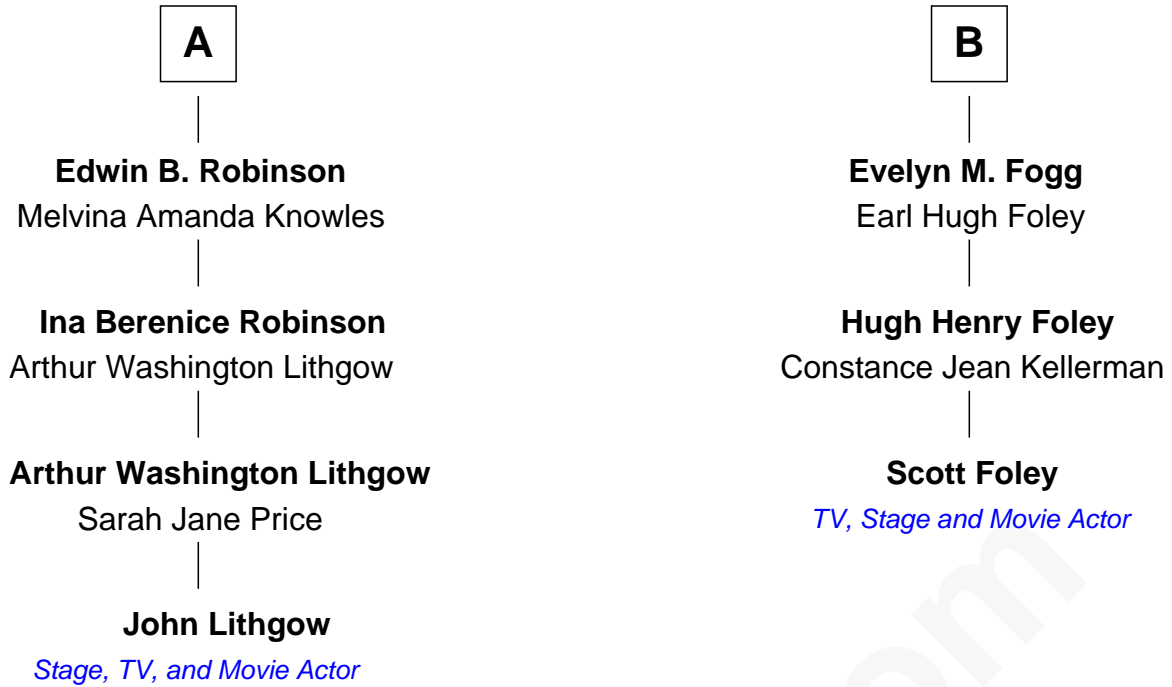 A
Edwin B. Robinson
Melvina Amanda Knowles
Ina Berenice Robinson
Arthur Washington Lithgow
Arthur Washington Lithgow
Sarah Jane Price
John Lithgow
Stage, TV, and Movie Actor
B
Evelyn M. Fogg
Earl Hugh Foley
Hugh Henry Foley
Constance Jean Kellerman
Scott Foley
TV, Stage and Movie Actor
om